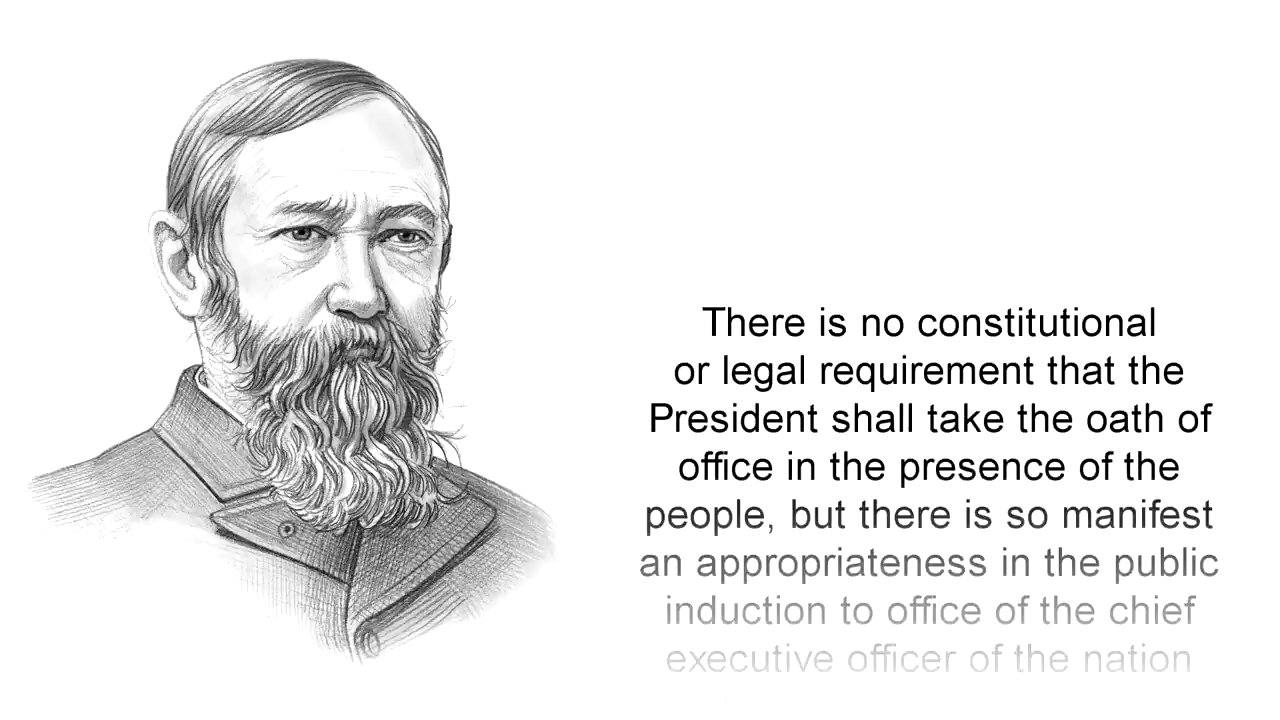 There is no constitutional
or legal requirement that the
President shall take the oath of
office in the presence of the
people, but there is so manifest
an appropriateness in the public
induction to office of the chief
executive officer of the nation